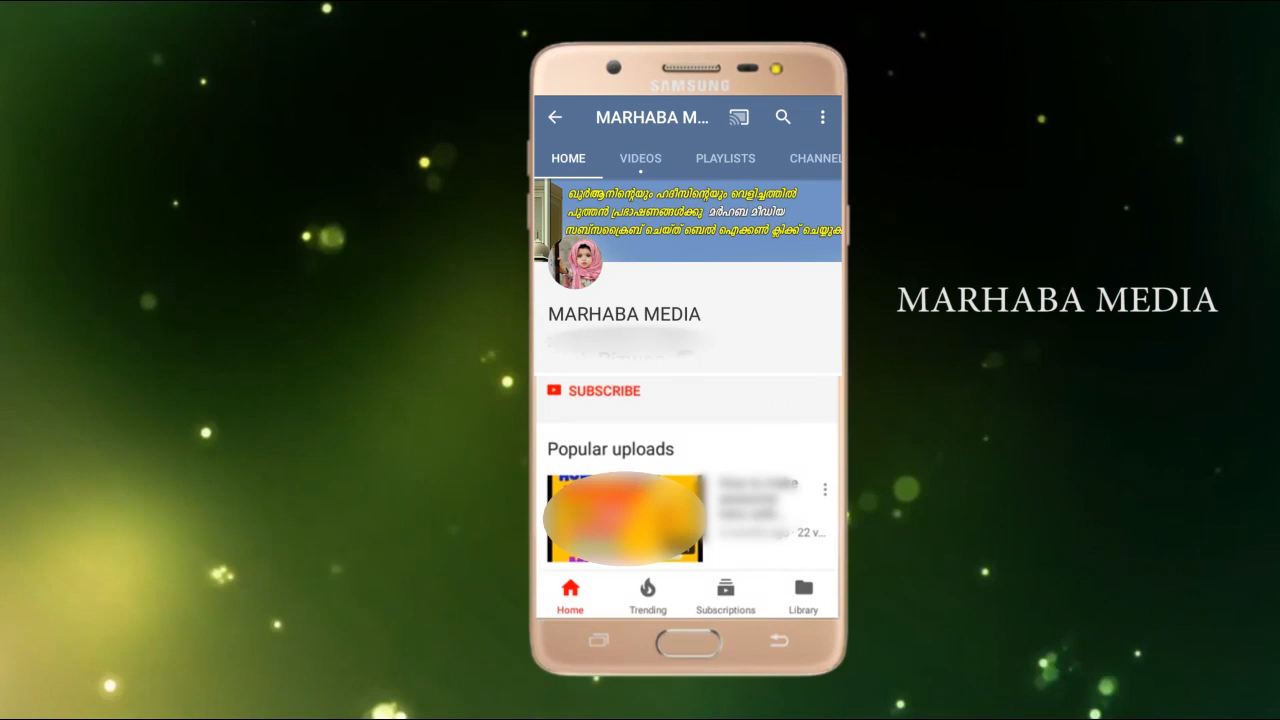 SAMSUNG
MARHABA M...
HOME VIDEOS PLAYLISTS CHANNEL
ഖുർആനിന്റെയും ഹദീസിന്റെയും വെളിച്ചത്തിൽ
പുത്തൻ പ്രഭാഷണങ്ങൾക്കു മർഹബ മീഡിയ
സബ്സക്രൈബ് ചെയ്ത് ബെൽ ഐക്കൺ ക്ലിക്ക് ചെയ്യുക
MARHABA MEDIA
MARHABA MEDIA
SUBSCRIBE
Popular uploads
22 v...
Home Trending Subscriptions Library